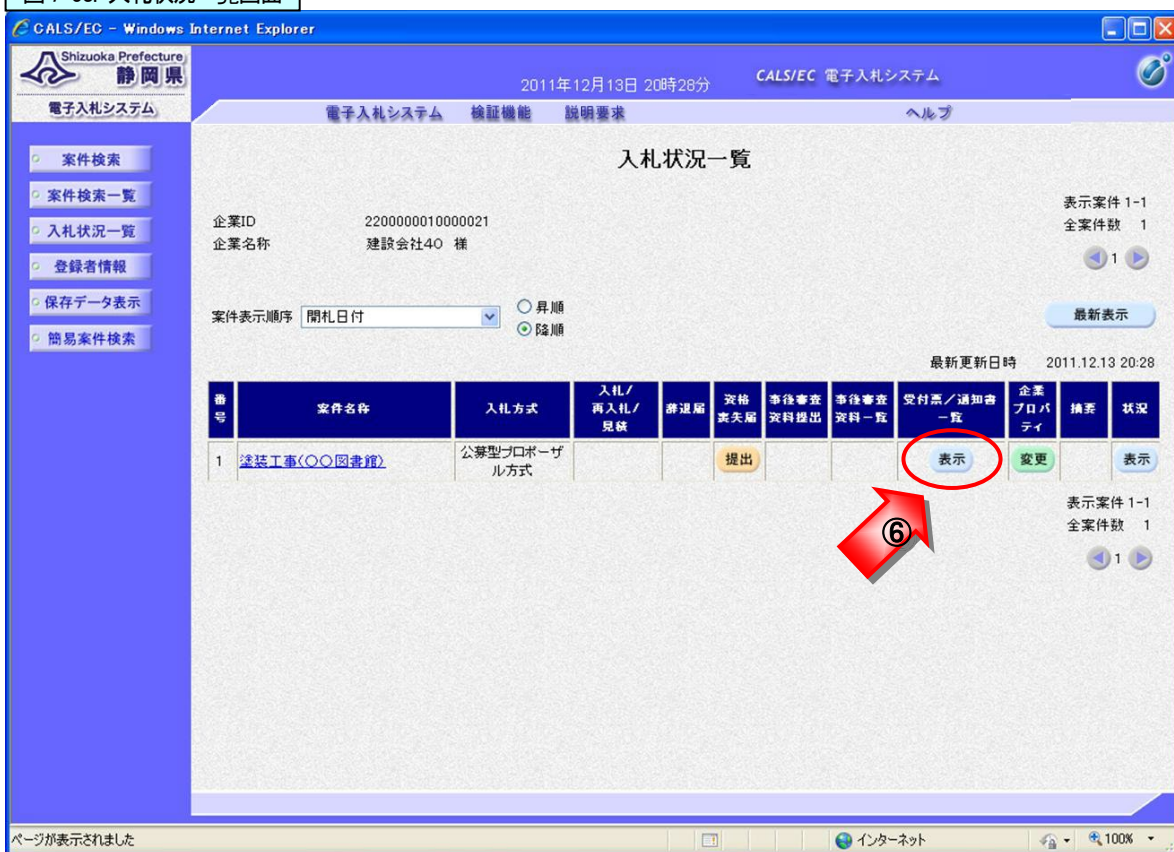 CALS/EC - Windows Internet Explorer
Shizuoka Prefecture
静岡県
電子入札システム
2011年12月13日 20時28分
CALS/EC 電子入札システム
電子入札システム 検証機能 説明要求 ヘルプ
案件検索
案件検索一覧
入札状況一覧
登録者情報
保存データ表示
簡易案件検索
入札状況一覧
表示案件 1-1
全案件数 1
1
企業ID 2200000010000021
企業名称 建設会社40 様
案件表示順序 開札日付
昇順
降順
最新表示
最新更新日時 2011.12.13 20:28
番号 案件名称 入札方式 入札/再入札/見積 辞退届 資格喪失届 事後審査資料提出 事後審査資料一覧 受付票/通知書一覧 企業プロパティ 摘要 状況
1 塗装工事(〇〇図書館) 公募型プロポーザル方式 提出 表示 変更 表示
⑥
表示案件 1-1
全案件数 1
1
ページが表示されました インターネット 100%